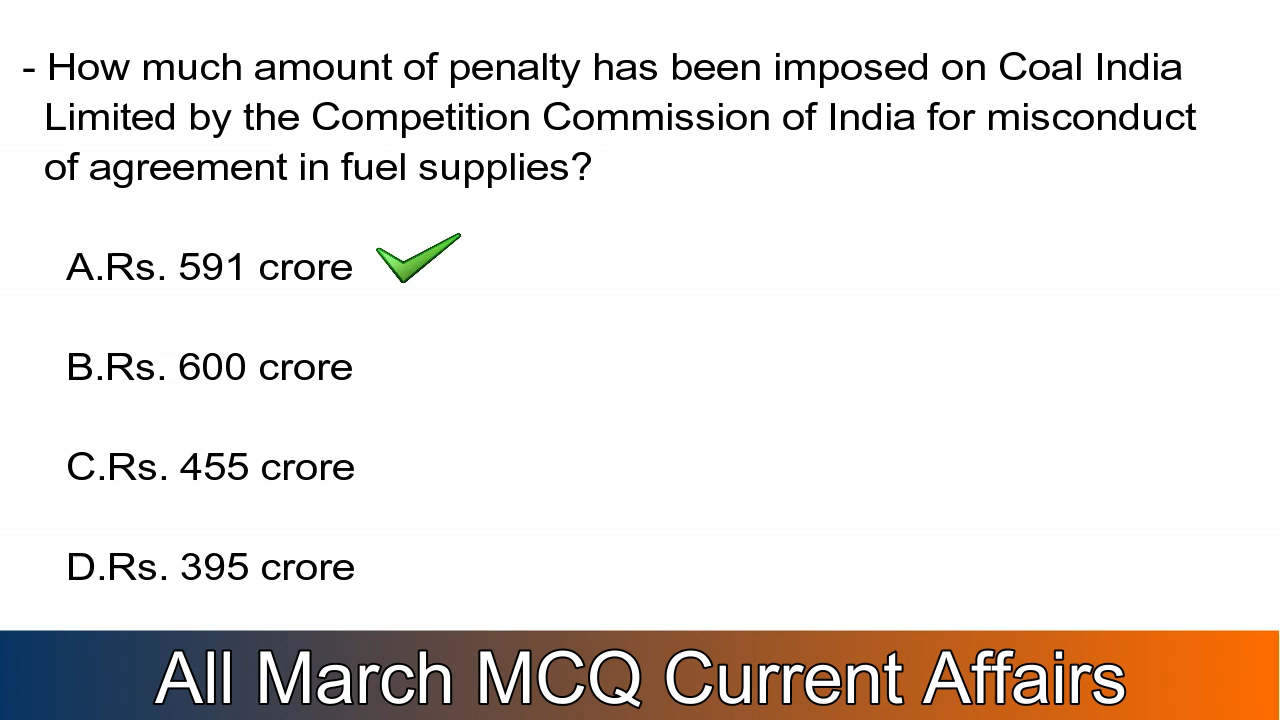 - How much amount of penalty has been imposed on Coal India
Limited by the Competition Commission of India for misconduct
of agreement in fuel supplies?
A.Rs. 591 crore
B.Rs. 600 crore
C.Rs. 455 crore
D.Rs. 395 crore
All March MCQ Current Affairs